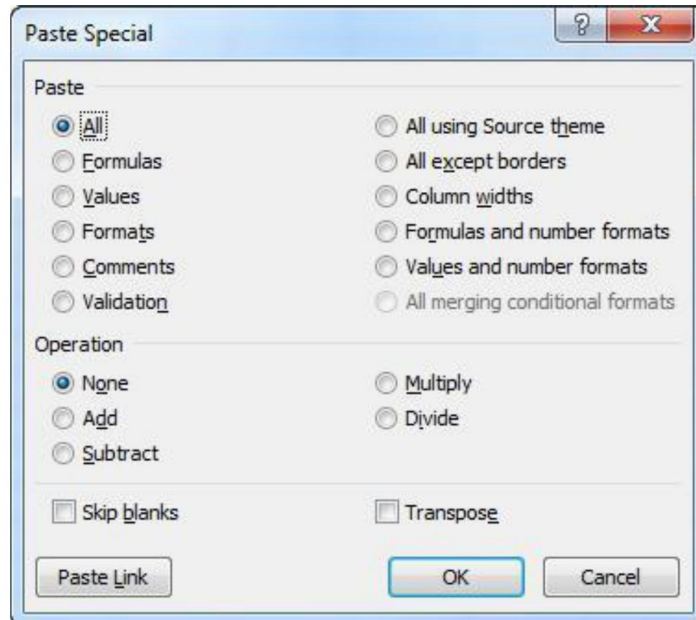 Paste Special
Paste
All
All using Source theme
Formulas
All except borders
Values
Column widths
Formats
Formulas and number formats
Comments
Values and number formats
Validation
All merging conditional formats
Operation
None
Multiply
Add
Divide
Subtract
Skip blanks
Transpose
Paste Link
OK
Cancel